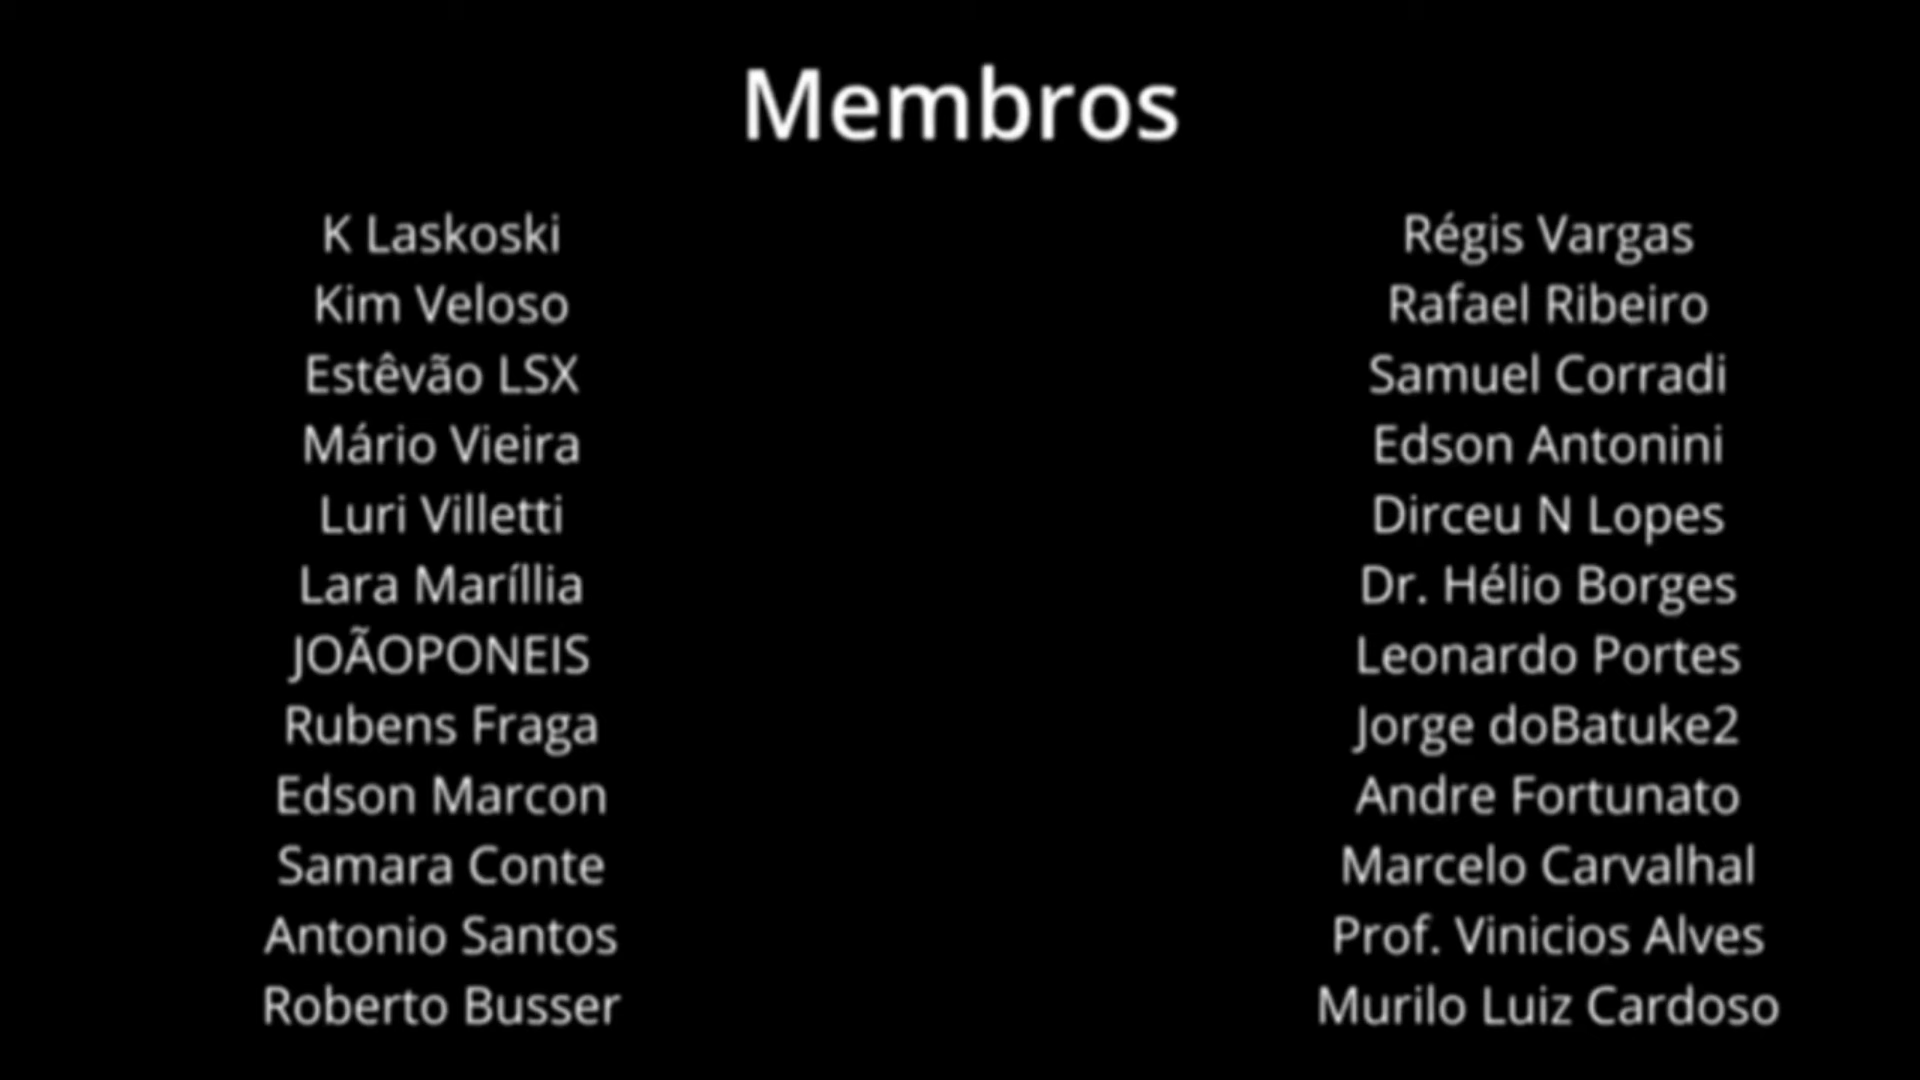 Membros
K Laskoski
Kim Veloso
Estêvão LSX
Mário Vieira
Luri Villetti
Lara Maríllia
JOÃOPONEIS
Rubens Fraga
Edson Marcon
Samara Conte
Antonio Santos
Roberto Busser
Régis Vargas
Rafael Ribeiro
Samuel Corradi
Edson Antonini
Dirceu N Lopes
Dr. Hélio Borges
Leonardo Portes
Jorge doBatuke2
Andre Fortunato
Marcelo Carvalhal
Prof. Vinicios Alves
Murilo Luiz Cardoso